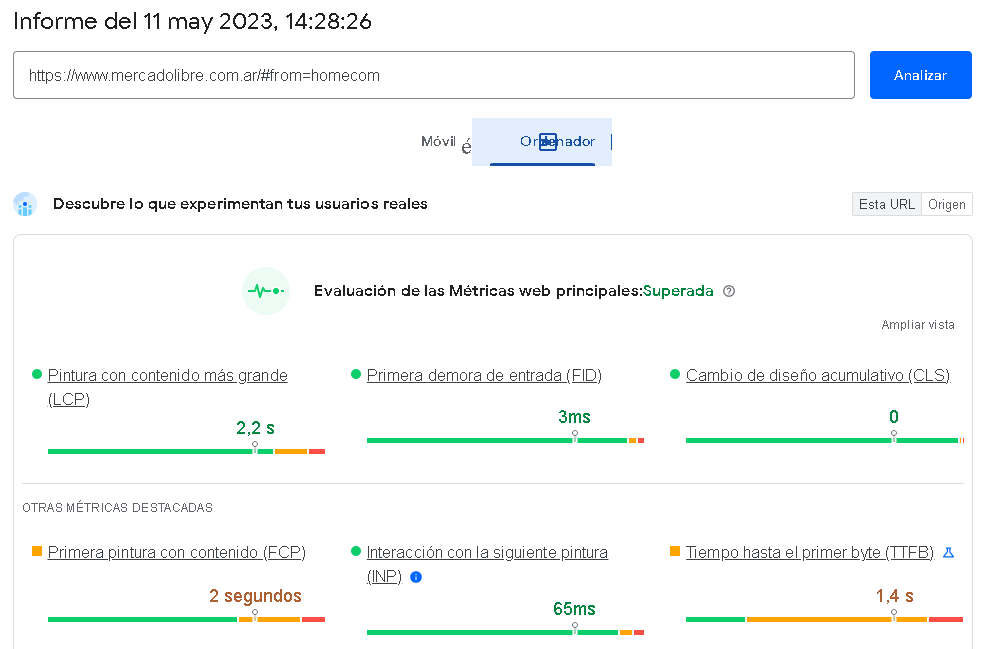 Informe del 11 may 2023, 14:28:26
https://www.mercadolibre.com.ar/#from=homecom
Analizar
Móvil
Ordenador
Descubre lo que experimentan tus usuarios reales
Esta URL
Origen
Evaluación de las Métricas web principales:Superada
Ampliar vista
Pintura con contenido más grande
(LCP)
2,2 s
Primera demora de entrada (FID)
3ms
Cambio de diseño acumulativo (CLS)
0
OTRAS MÉTRICAS DESTACADAS
Primera pintura con contenido (FCP)
2 segundos
Interacción con la siguiente pintura
(INP)
65ms
Tiempo hasta el primer byte (TTFB)
1,4 s